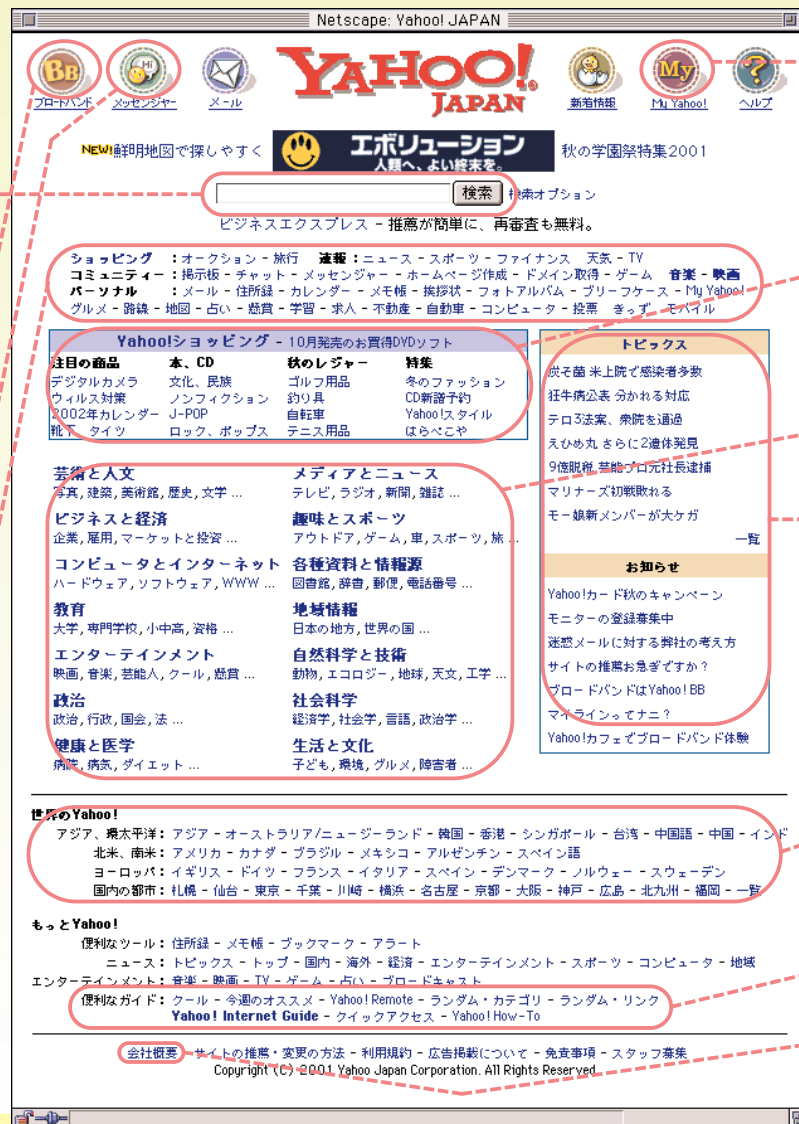 Netscape: Yahoo! JAPAN
BB
Hi
YAHOO!
JAPAN
My
?
ブロードバンド メッセンジャー メール 新着情報 My Yahoo! ヘルプ
NEW!鮮明地図で探しやすく
エボリューション
人類へ、よい終末を。
秋の学園祭特集2001
検索 検索オプション
ビジネスエクスプレス - 推薦が簡単に、再審査も無料。
ショッピング : オークション - 旅行 速報 : ニュース - スポーツ - ファイナンス 天気 - TV
コミュニティー : 掲示板 - チャット - メッセンジャー - ホームページ作成 - ドメイン取得 - ゲーム 音楽 - 映画
パーソナル : メール - 住所録 - カレンダー - メモ帳 - 挨拶状 - フォトアルバム - ブリーフケース - My Yahoo!
グルメ - 路線 - 地図 - 占い - 懸賞 - 学習 - 求人 - 不動産 - 自動車 - コンピュータ - 投票 きっず モバイル
Yahoo!ショッピング - 10月発売のお買得DVDソフト
注目の商品 本、CD 秋のレジャー 特集
デジタルカメラ 文化、民族 ゴルフ用品 冬のファッション
ウィルス対策 ノンフィクション 釣り具 CD新譜予約
2002年カレンダー J-POP 自転車 Yahoo!スタイル
靴下、タイツ ロック、ポップス テニス用品 はらぺこや
トピックス
炭そ菌 米上院で感染者多数
狂牛病公表 分かれる対応
テロ3法案、衆院を通過
えひめ丸 さらに2遺体発見
9億脱税 芸能プロ元社長逮捕
マリナーズ初戦敗れる
モー娘新メンバーが大ケガ
一覧
お知らせ
Yahoo!カード秋のキャンペーン
モニターの登録募集中
迷惑メールに対する弊社の考え方
サイトの推薦お急ぎですか？
ブロードバンドはYahoo!BB
マイラインってナニ？
Yahoo!カフェでブロードバンド体験
芸術と人文 メディアとニュース
写真, 建築, 美術館, 歴史, 文学 ... テレビ, ラジオ, 新聞, 雑誌 ...
ビジネスと経済 趣味とスポーツ
企業, 雇用, マーケットと投資 ... アウトドア, ゲーム, 車, スポーツ, 旅 ...
コンピュータとインターネット 各種資料と情報源
ハードウェア, ソフトウェア, WWW ... 図書館, 辞書, 郵便, 電話番号 ...
教育 地域情報
大学, 専門学校, 小中高, 資格 ... 日本の地方, 世界の国 ...
エンターテインメント 自然科学と技術
映画, 音楽, 芸能人, クール, 懸賞 ... 動物, エコロジー, 地球, 天文, 工学 ...
政治 社会科学
政治, 行政, 国会, 法 ... 経済学, 社会学, 言語, 政治学 ...
健康と医学 生活と文化
病院, 病気, ダイエット ... 子ども, 環境, グルメ, 障害者 ...
世界のYahoo!
アジア、環太平洋 : アジア - オーストラリア/ニュージーランド - 韓国 - 香港 - シンガポール - 台湾 - 中国語 - 中国 - インド
北米、南米 : アメリカ - カナダ - ブラジル - メキシコ - アルゼンチン - スペイン語
ヨーロッパ : イギリス - ドイツ - フランス - イタリア - スペイン - デンマーク - ノルウェー - スウェーデン
国内の都市 : 札幌 - 仙台 - 東京 - 千葉 - 川崎 - 横浜 - 名古屋 - 京都 - 大阪 - 神戸 - 広島 - 北九州 - 福岡 - 一覧
もっとYahoo!
便利なツール : 住所録 - メモ帳 - ブックマーク - アラート
ニュース : トピックス - トップ - 国内 - 海外 - 経済 - エンターテインメント - スポーツ - コンピュータ - 地域
エンターテインメント : 音楽 - 映画 - TV - ゲーム - 占い - ブロードキャスト
便利なガイド : クール - 今週のオススメ - Yahoo! Remote - ランダム・カテゴリ - ランダム・リンク
Yahoo! Internet Guide - クイックアクセス - Yahoo! How-To
会社概要 - サイトの推薦・変更の方法 - 利用規約 - 広告掲載について - 免責事項 - スタッフ募集
Copyright (C) 2001 Yahoo Japan Corporation. All Rights Reserved.